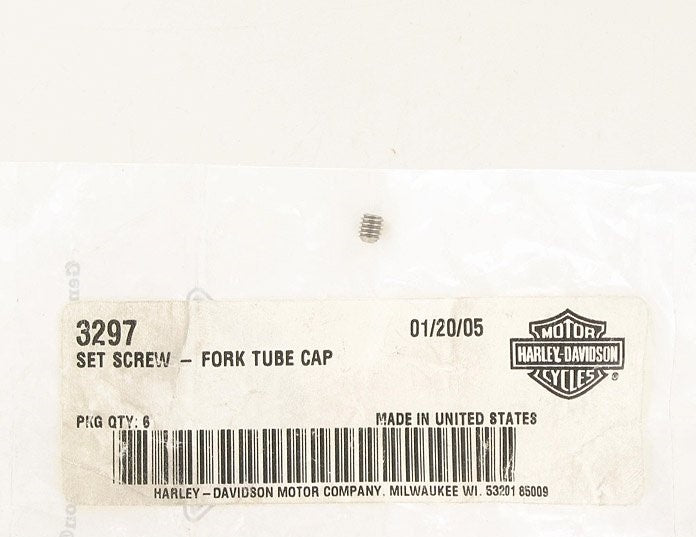 3297
01/20/05
SET SCREW – FORK TUBE CAP
MOTOR
HARLEY-DAVIDSON
CYCLES
®
PKG QTY: 6
MADE IN UNITED STATES
HARLEY–DAVIDSON MOTOR COMPANY. MILWAUKEE WI. 53201 85009